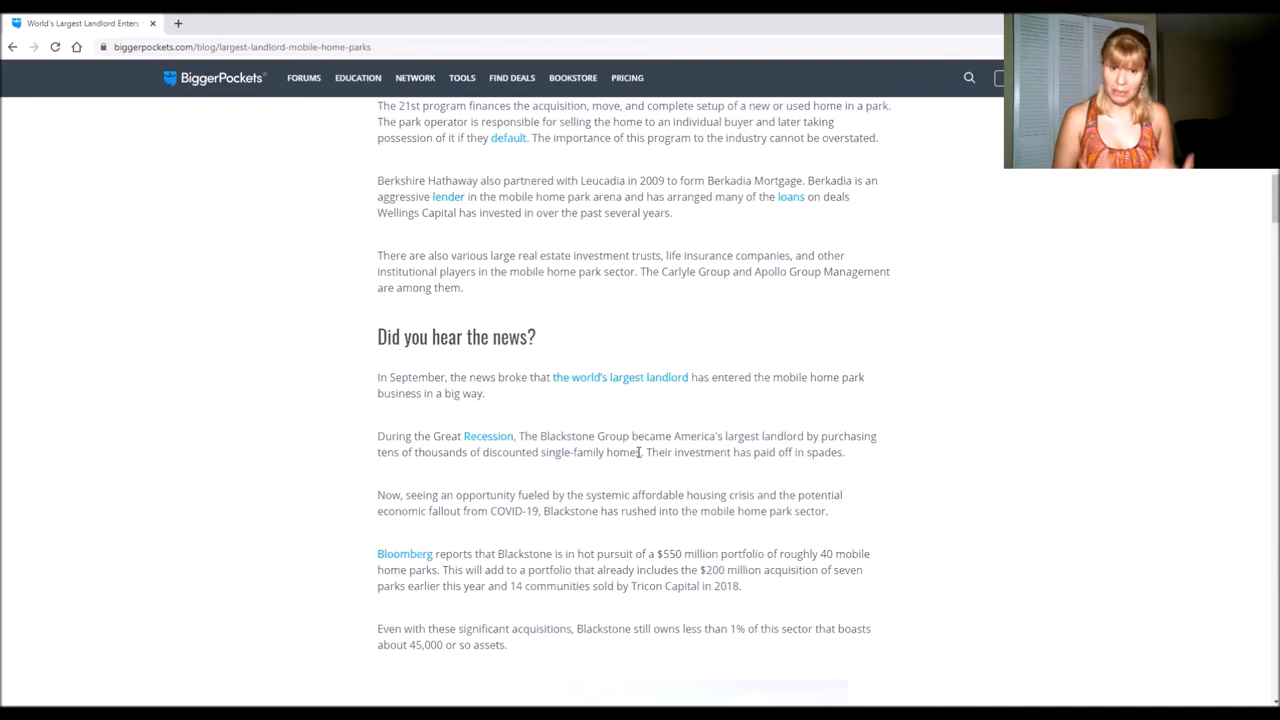 World's Largest Landlord Enters
biggerpockets.com/blog/largest-landlord-mobile-home-parks
BiggerPockets FORUMS EDUCATION NETWORK TOOLS FIND DEALS BOOKSTORE PRICING
The 21st program finances the acquisition, move, and complete setup of a new or used home in a park.
The park operator is responsible for selling the home to an individual buyer and later taking
possession of it if they default. The importance of this program to the industry cannot be overstated.
Berkshire Hathaway also partnered with Leucadia in 2009 to form Berkadia Mortgage. Berkadia is an
aggressive lender in the mobile home park arena and has arranged many of the loans on deals
Wellings Capital has invested in over the past several years.
There are also various large real estate investment trusts, life insurance companies, and other
institutional players in the mobile home park sector. The Carlyle Group and Apollo Group Management
are among them.
Did you hear the news?
In September, the news broke that the world's largest landlord has entered the mobile home park
business in a big way.
During the Great Recession, The Blackstone Group became America's largest landlord by purchasing
tens of thousands of discounted single-family homes. Their investment has paid off in spades.
Now, seeing an opportunity fueled by the systemic affordable housing crisis and the potential
economic fallout from COVID-19, Blackstone has rushed into the mobile home park sector.
Bloomberg reports that Blackstone is in hot pursuit of a $550 million portfolio of roughly 40 mobile
home parks. This will add to a portfolio that already includes the $200 million acquisition of seven
parks earlier this year and 14 communities sold by Tricon Capital in 2018.
Even with these significant acquisitions, Blackstone still owns less than 1% of this sector that boasts
about 45,000 or so assets.